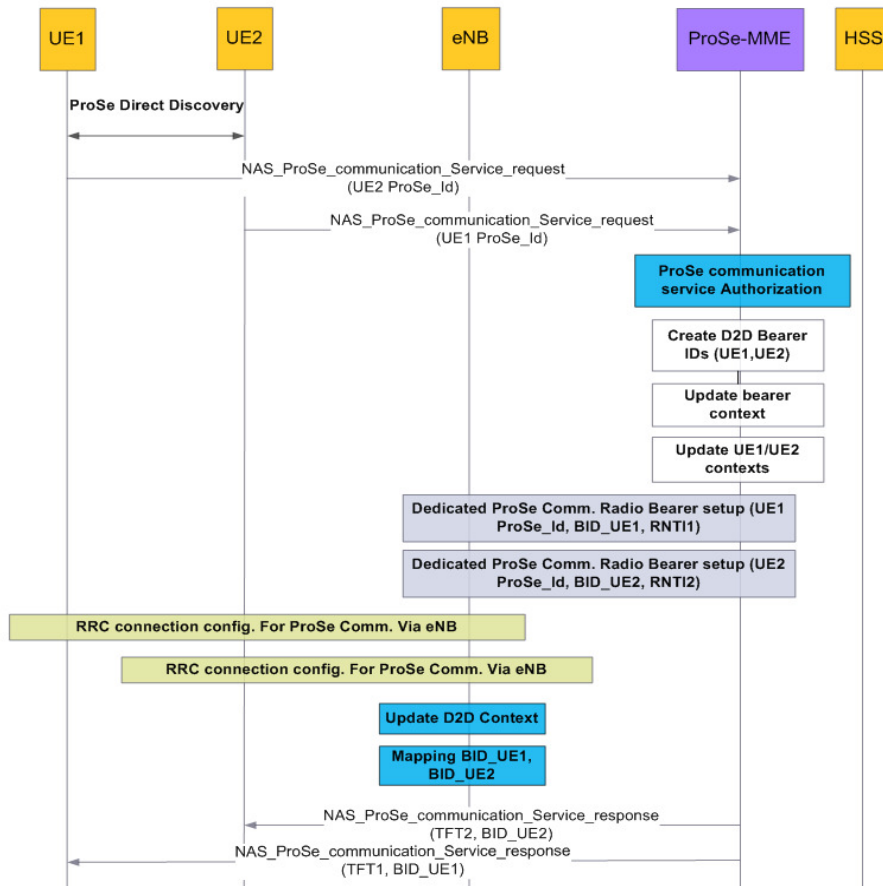 UE1
UE2
eNB
ProSe-MME
HSS
ProSe Direct Discovery
NAS_ProSe_communication_Service_request
(UE2 ProSe_Id)
NAS_ProSe_communication_Service_request
(UE1 ProSe_Id)
ProSe communication
service Authorization
Create D2D Bearer
IDs (UE1,UE2)
Update bearer
context
Update UE1/UE2
contexts
Dedicated ProSe Comm. Radio Bearer setup (UE1
ProSe_Id, BID_UE1, RNTI1)
Dedicated ProSe Comm. Radio Bearer setup (UE2
ProSe_Id, BID_UE2, RNTI2)
RRC connection config. For ProSe Comm. Via eNB
RRC connection config. For ProSe Comm. Via eNB
Update D2D Context
Mapping BID_UE1,
BID_UE2
NAS_ProSe_communication_Service_response
(TFT2, BID_UE2)
NAS_ProSe_communication_Service_response
(TFT1, BID_UE1)